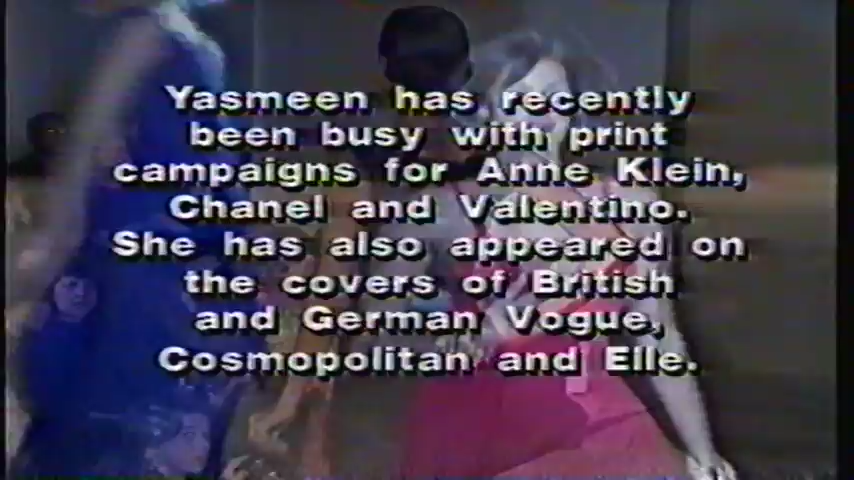 Yasmeen has recently
been busy with print
campaigns for Anne Klein,
Chanel and Valentino.
She has also appeared on
the covers of British
and German Vogue,
Cosmopolitan and Elle.